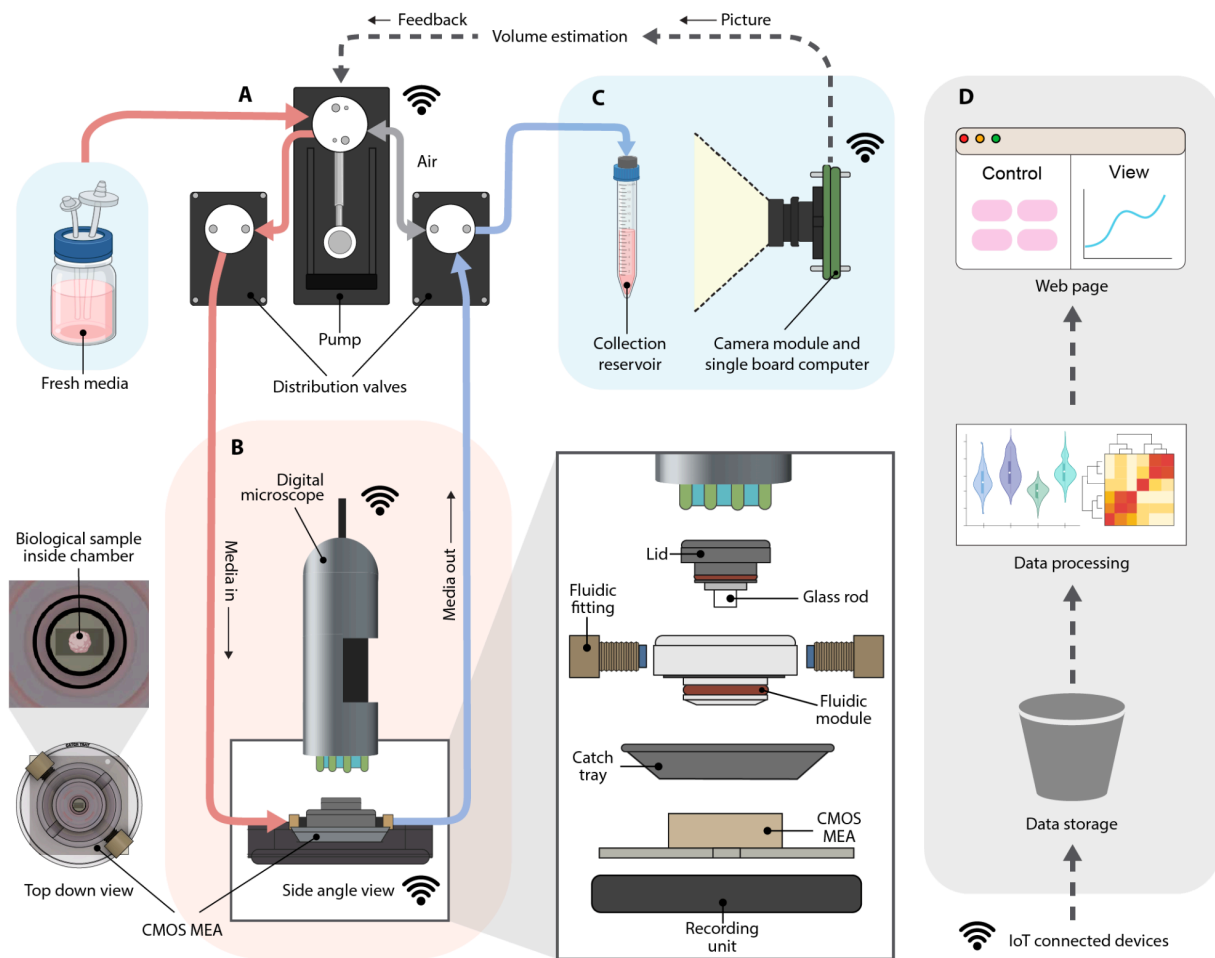 Feedback
Picture
Volume estimation
A
Air
Fresh media
Pump
Distribution valves
C
Collection
reservoir
Camera module and
single board computer
D
Control
View
Web page
Data processing
Data storage
IoT connected devices
B
Digital
microscope
Media in
Media out
Side angle view
Biological sample
inside chamber
Top down view
CMOS MEA
Lid
Glass rod
Fluidic
fitting
Fluidic
module
Catch
tray
CMOS
MEA
Recording
unit
CATCH TRAY